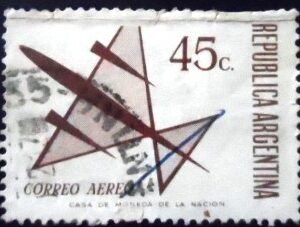 45c.
REPUBLICA ARGENTINA
CORREO AEREO
CASA DE MONEDA DE LA NACION